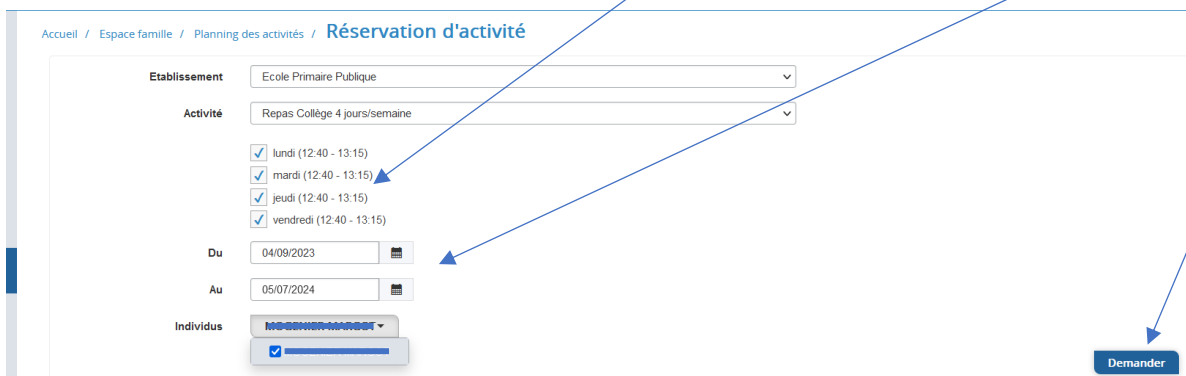 Accueil / Espace famille / Planning des activités / Réservation d'activité
Etablissement Ecole Primaire Publique
Activité Repas Collège 4 jours/semaine
lundi (12:40 - 13:15)
mardi (12:40 - 13:15)
jeudi (12:40 - 13:15)
vendredi (12:40 - 13:15)
Du 04/09/2023
Au 05/07/2024
Individus
Demander